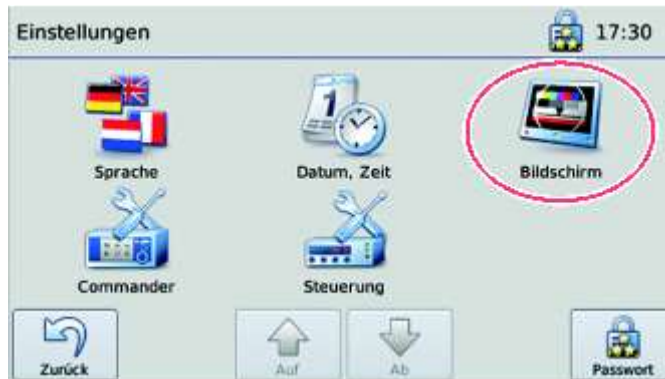 Einstellungen 17:30
Sprache Datum, Zeit Bildschirm
Commander Steuerung
Zurück Auf Ab Passwort